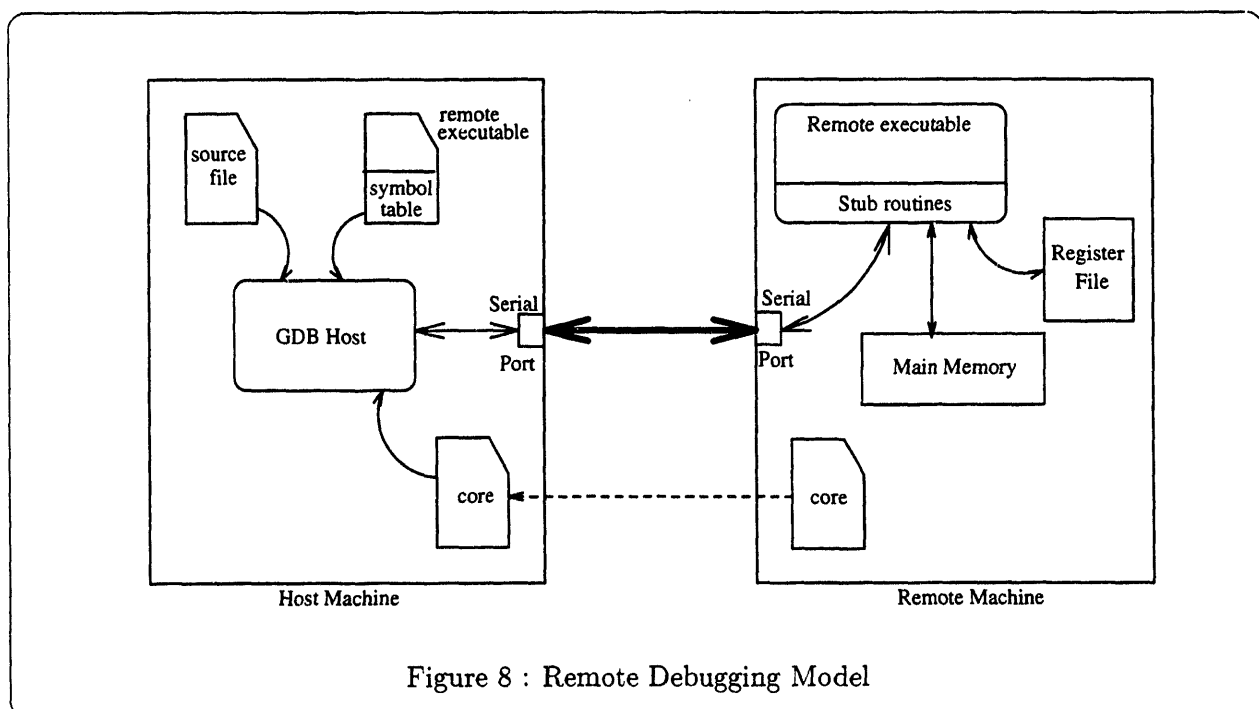 remote
executable
source
file
symbol
table
GDB Host
Serial
Port
core
Host Machine
Remote executable
Stub routines
Register
File
Serial
Port
Main Memory
core
Remote Machine
Figure 8 : Remote Debugging Model